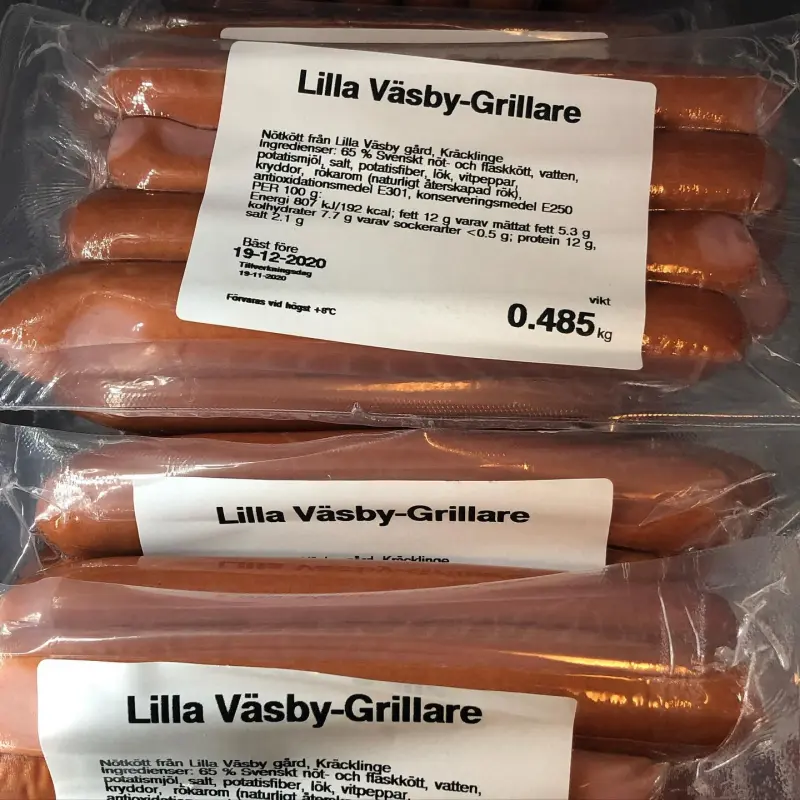 Lilla Väsby-Grillare
Nötkött från Lilla Väsby gård, Kräcklinge
Ingredienser: 65 % Svenskt nöt- och fläskkött, vatten,
potatismjöl, salt, potatisfiber, lök, vitpeppar,
kryddor, rökarom (naturligt återskapad rök),
antioxidationsmedel E301, konserveringsmedel E250
PER 100 g:
Energi 807 kJ/192 kcal; fett 12 g varav mättat fett 5.3 g
kolhydrater 7.7 g varav sockerarter <0.5 g; protein 12 g,
salt 2.1 g
Bäst före
19-12-2020
Tillverkningsdag
19-11-2020
Förvaras vid högst +8°C
vikt
0.485 kg
Lilla Väsby-Grillare
gård, Kräcklinge
Lilla Väsby-Grillare
Nötkött från Lilla Väsby gård, Kräcklinge
Ingredienser: 65 % Svenskt nöt- och fläskkött, vatten,
potatismjöl, salt, potatisfiber, lök, vitpeppar,
kryddor, rökarom (naturligt